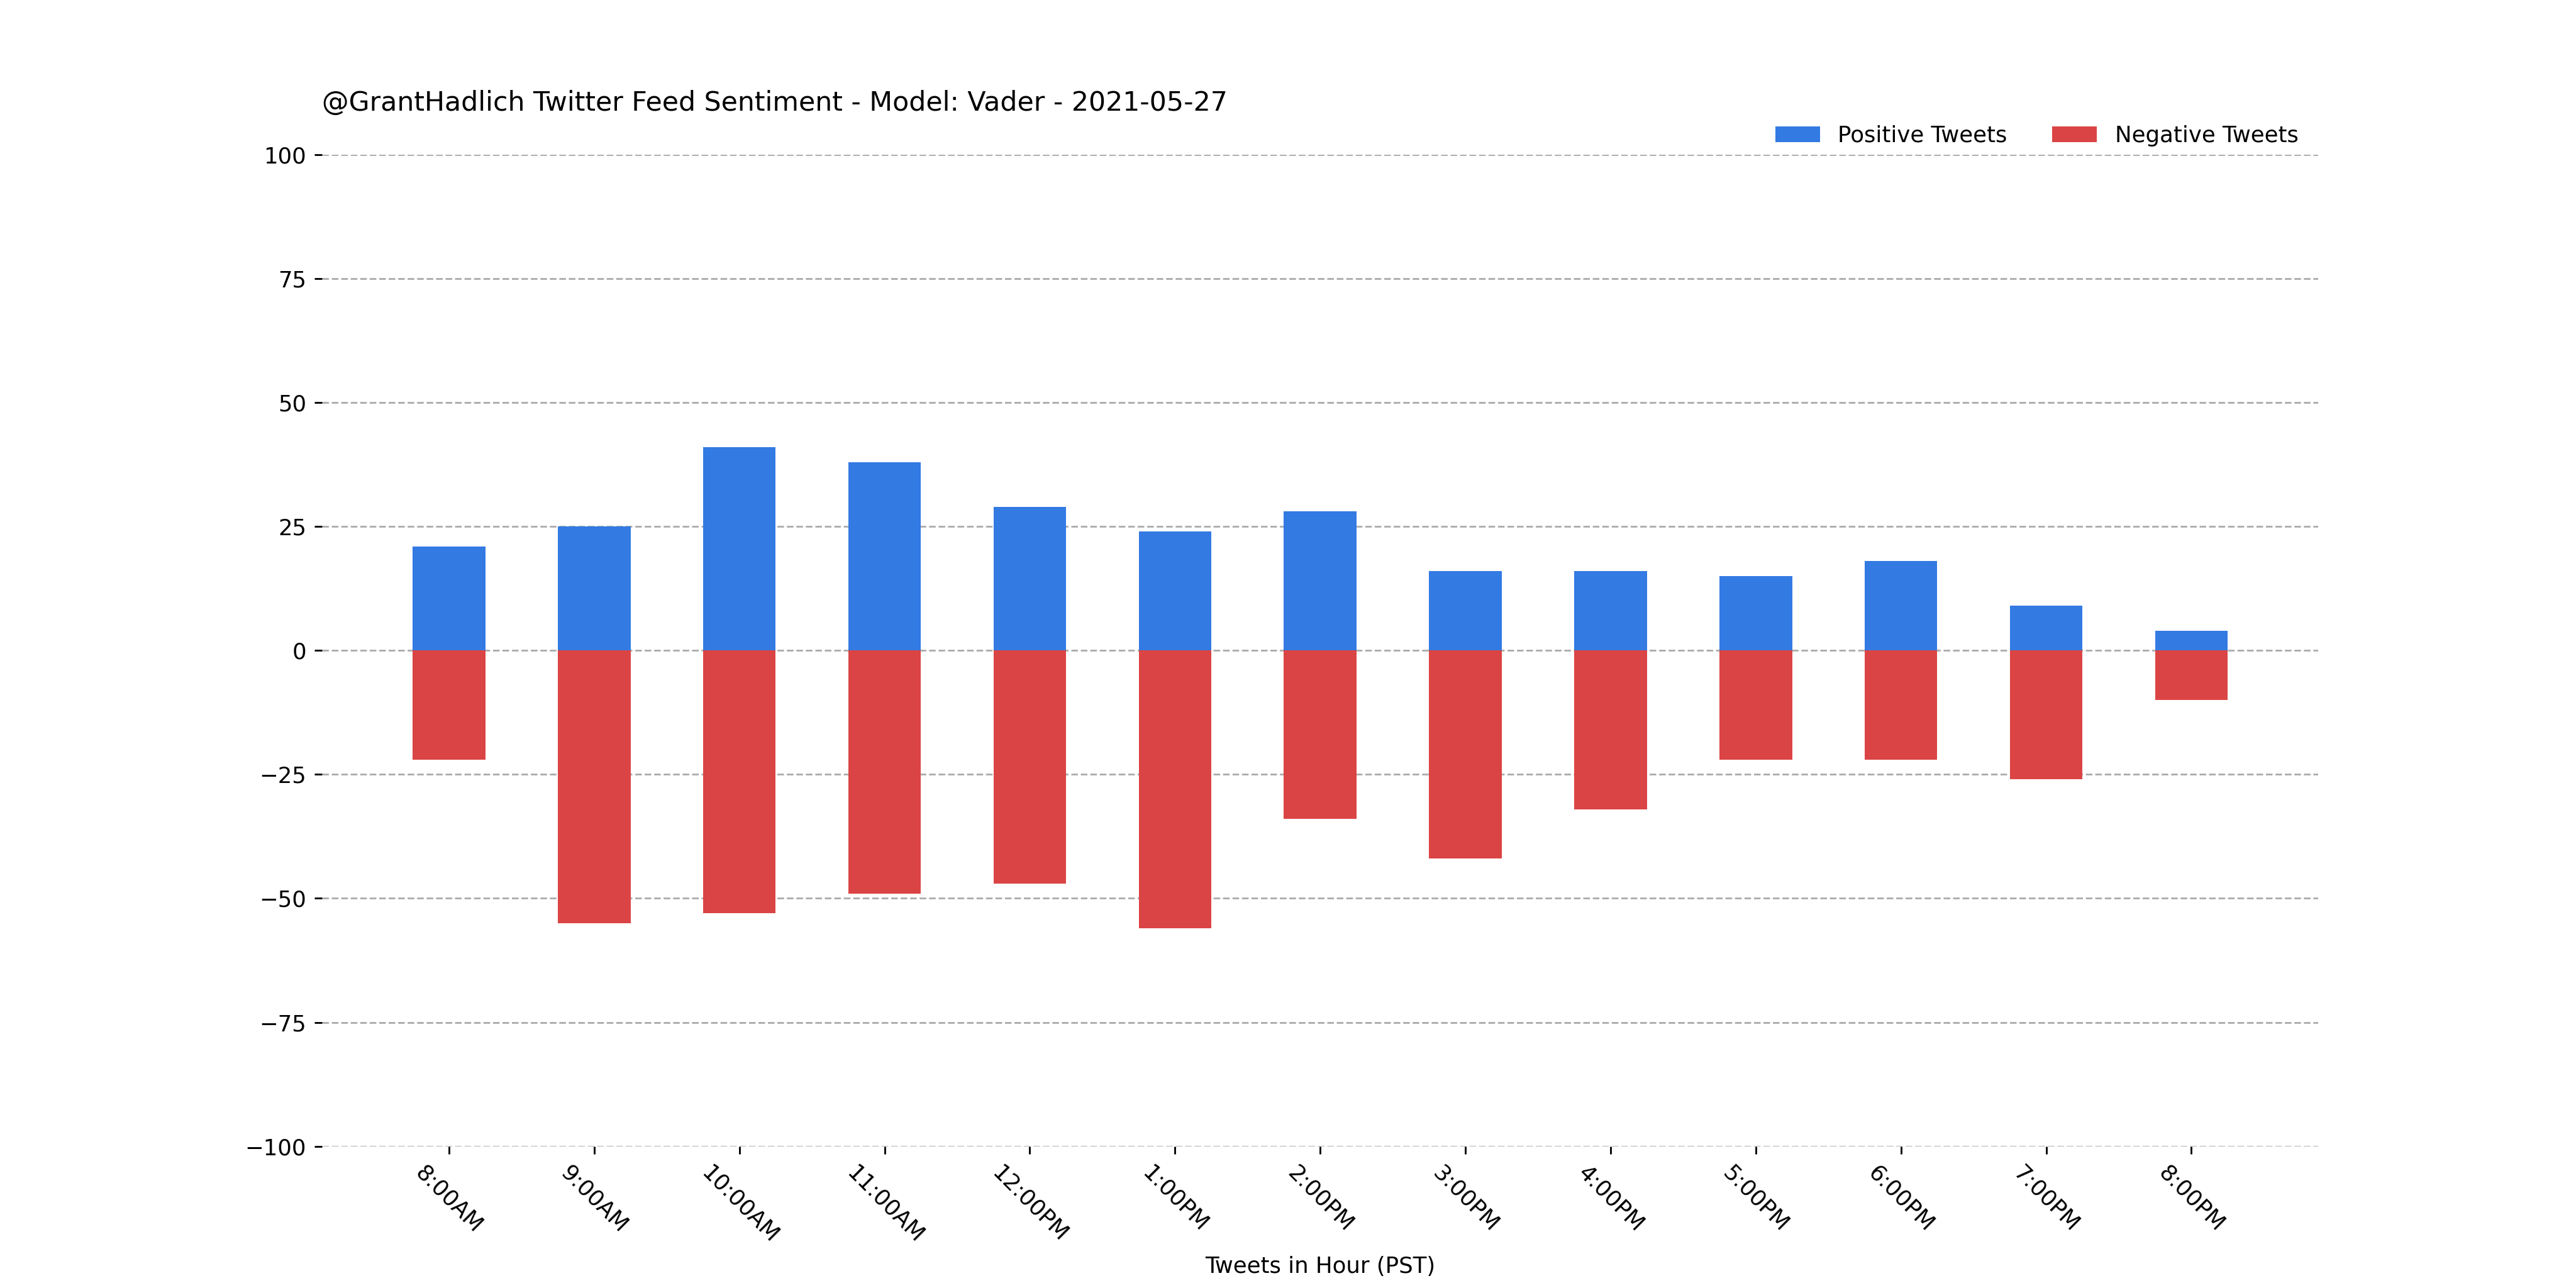 @GrantHadlich Twitter Feed Sentiment - Model: Vader - 2021-05-27
Positive Tweets
Negative Tweets
100
75
50
25
0
−25
−50
−75
−100
8:00AM
9:00AM
10:00AM
11:00AM
12:00PM
1:00PM
2:00PM
3:00PM
4:00PM
5:00PM
6:00PM
7:00PM
8:00PM
Tweets in Hour (PST)